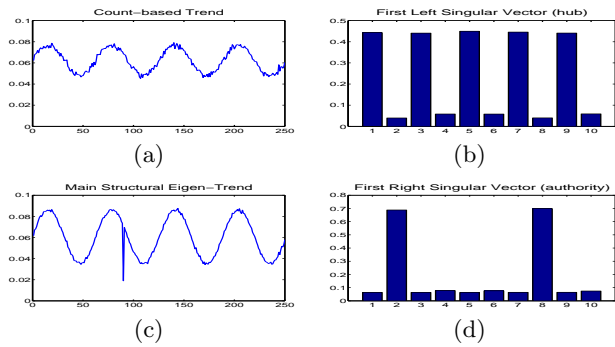 Count-based Trend
0.1
0.08
0.06
0.04
0.02
0
0 50 100 150 200 250
(a)
First Left Singular Vector (hub)
0.5
0.4
0.3
0.2
0.1
0
1 2 3 4 5 6 7 8 9 10
(b)
Main Structural Eigen-Trend
0.1
0.08
0.06
0.04
0.02
0
0 50 100 150 200 250
(c)
First Right Singular Vector (authority)
0.8
0.7
0.6
0.5
0.4
0.3
0.2
0.1
0
1 2 3 4 5 6 7 8 9 10
(d)